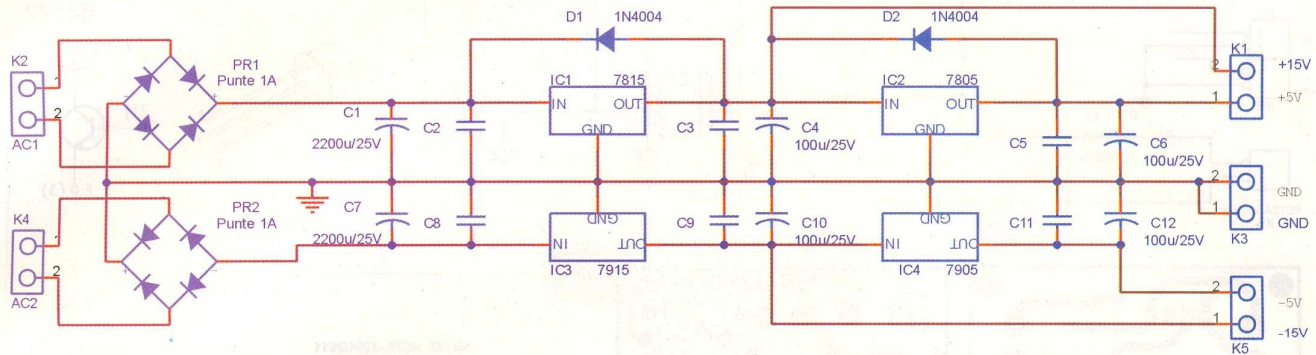 D1 1N4004
D2 1N4004
K2
1
2
AC1
PR1
Punte 1A
C1
2200u/25V
C2
IC1 7815
IN OUT
GND
C3
C4
100u/25V
IC2 7805
IN OUT
GND
C5
C6
100u/25V
K1
2 +15V
1 +5V
K4
1
2
AC2
PR2
Punte 1A
C7
2200u/25V
C8
GND
IN OUT
IC3 7915
C9
C10
100u/25V
GND
IN OUT
IC4 7905
C11
C12
100u/25V
2 GND
1 GND
K3
2 -5V
1 -15V
K5